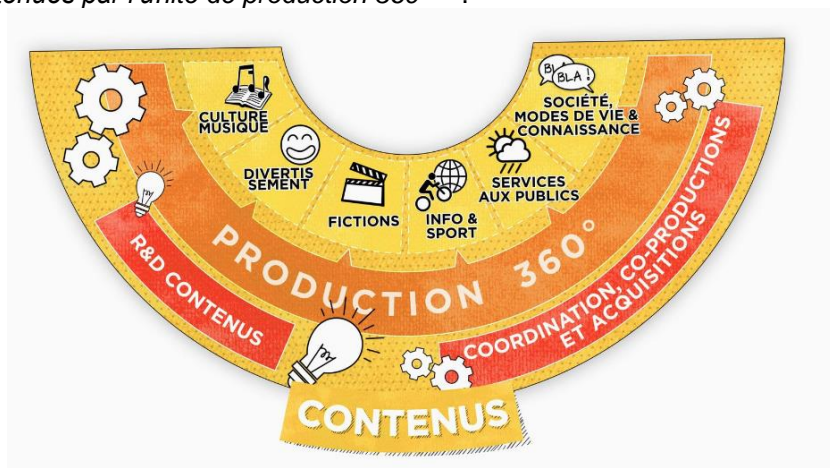 tenues par l'unité de production 360
CULTURE
MUSIQUE
DIVERTIS
SEMENT
FICTIONS
INFO &
SPORT
SERVICES
AUX PUBLICS
BLA
BLA !
SOCIÉTÉ,
MODES DE VIE &
CONNAISSANCE
PRODUCTION 360°
R&D CONTENUS
COORDINATION, CO-PRODUCTIONS
ET ACQUISITIONS
CONTENUS